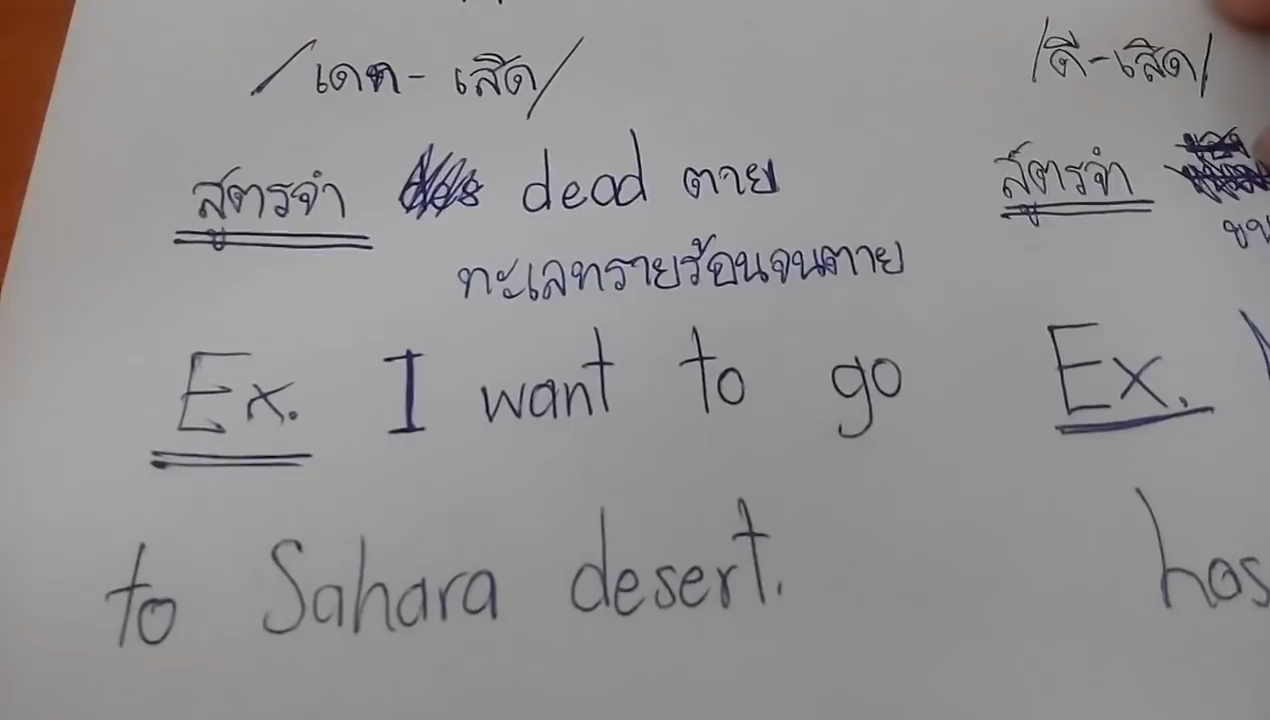 /เดท-เสิด/
สูตรจำ dead ตาย
ทะเลทรายร้อนจนตาย
Ex. I want to go
to Sahara desert.
/ดี-เสิด/
สูตรจำ
Ex.
has